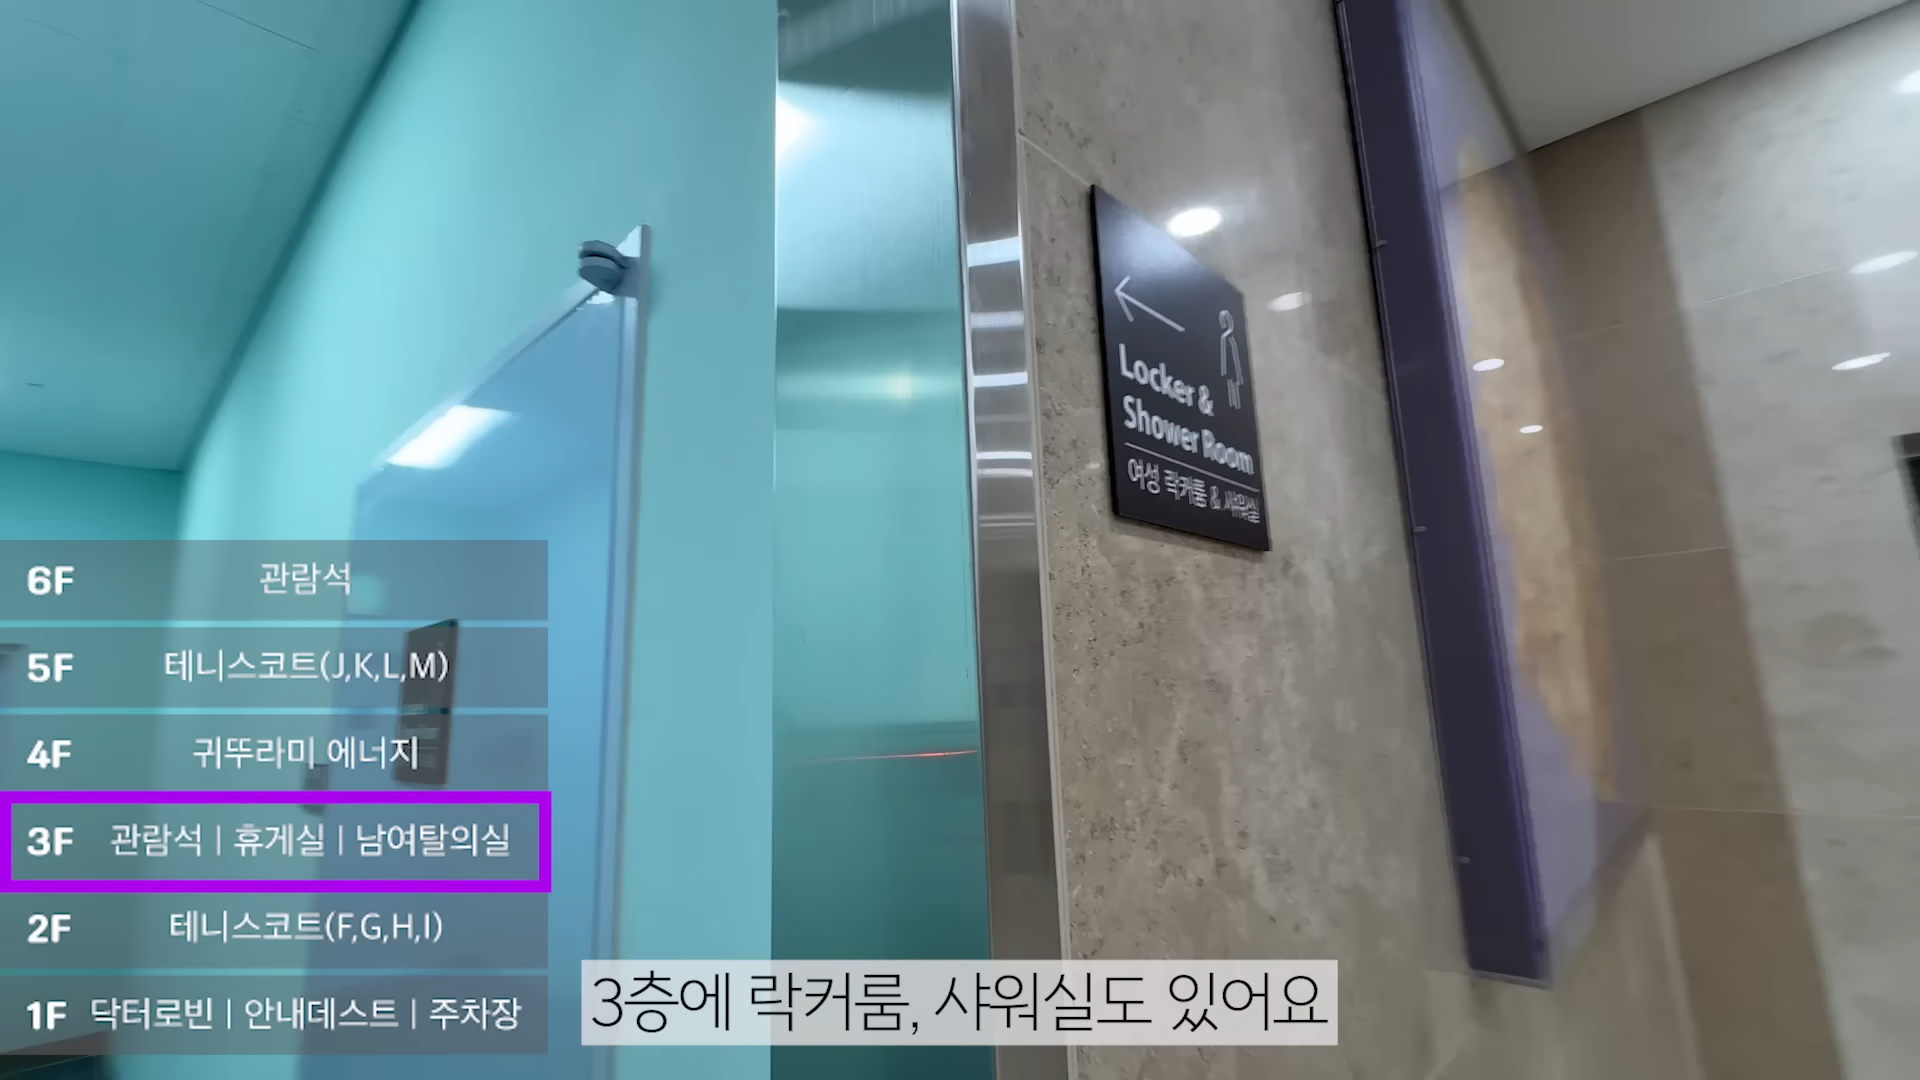 Locker &
Shower Room
여성 락커룸 & 샤워실
6F 관람석
5F 테니스코트(J,K,L,M)
4F 귀뚜라미 에너지
3F 관람석 | 휴게실 | 남여탈의실
2F 테니스코트(F,G,H,I)
1F 닥터로빈 | 안내데스트 | 주차장
3층에 락커룸, 샤워실도 있어요